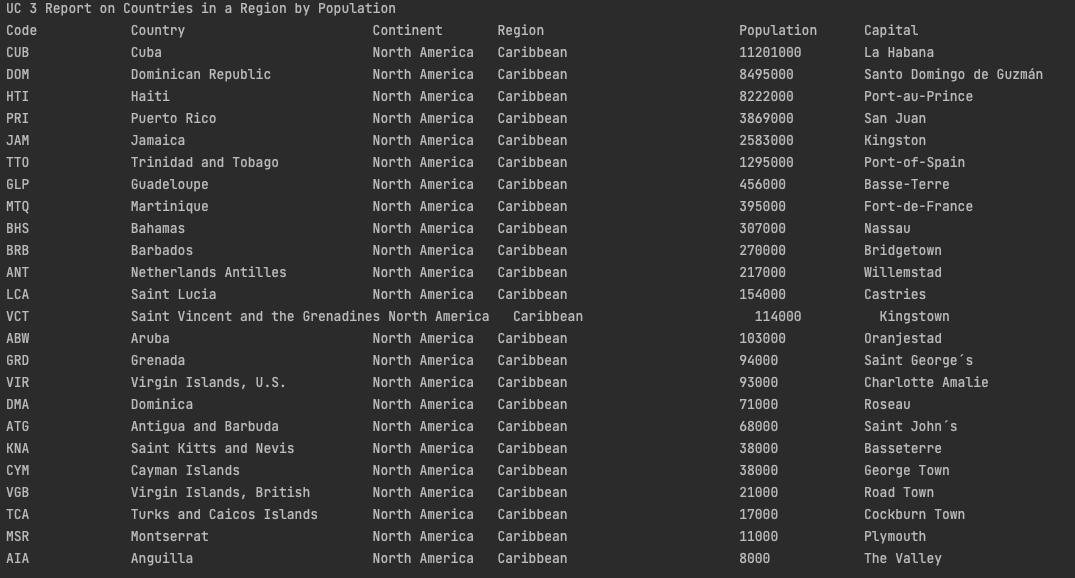 UC 3 Report on Countries in a Region by Population
Code Country Continent Region Population Capital
CUB Cuba North America Caribbean 11201000 La Habana
DOM Dominican Republic North America Caribbean 8495000 Santo Domingo de Guzmán
HTI Haiti North America Caribbean 8222000 Port-au-Prince
PRI Puerto Rico North America Caribbean 3869000 San Juan
JAM Jamaica North America Caribbean 2583000 Kingston
TTO Trinidad and Tobago North America Caribbean 1295000 Port-of-Spain
GLP Guadeloupe North America Caribbean 456000 Basse-Terre
MTQ Martinique North America Caribbean 395000 Fort-de-France
BHS Bahamas North America Caribbean 307000 Nassau
BRB Barbados North America Caribbean 270000 Bridgetown
ANT Netherlands Antilles North America Caribbean 217000 Willemstad
LCA Saint Lucia North America Caribbean 154000 Castries
VCT Saint Vincent and the Grenadines North America Caribbean 114000 Kingstown
ABW Aruba North America Caribbean 103000 Oranjestad
GRD Grenada North America Caribbean 94000 Saint George´s
VIR Virgin Islands, U.S. North America Caribbean 93000 Charlotte Amalie
DMA Dominica North America Caribbean 71000 Roseau
ATG Antigua and Barbuda North America Caribbean 68000 Saint John´s
KNA Saint Kitts and Nevis North America Caribbean 38000 Basseterre
CYM Cayman Islands North America Caribbean 38000 George Town
VGB Virgin Islands, British North America Caribbean 21000 Road Town
TCA Turks and Caicos Islands North America Caribbean 17000 Cockburn Town
MSR Montserrat North America Caribbean 11000 Plymouth
AIA Anguilla North America Caribbean 8000 The Valley